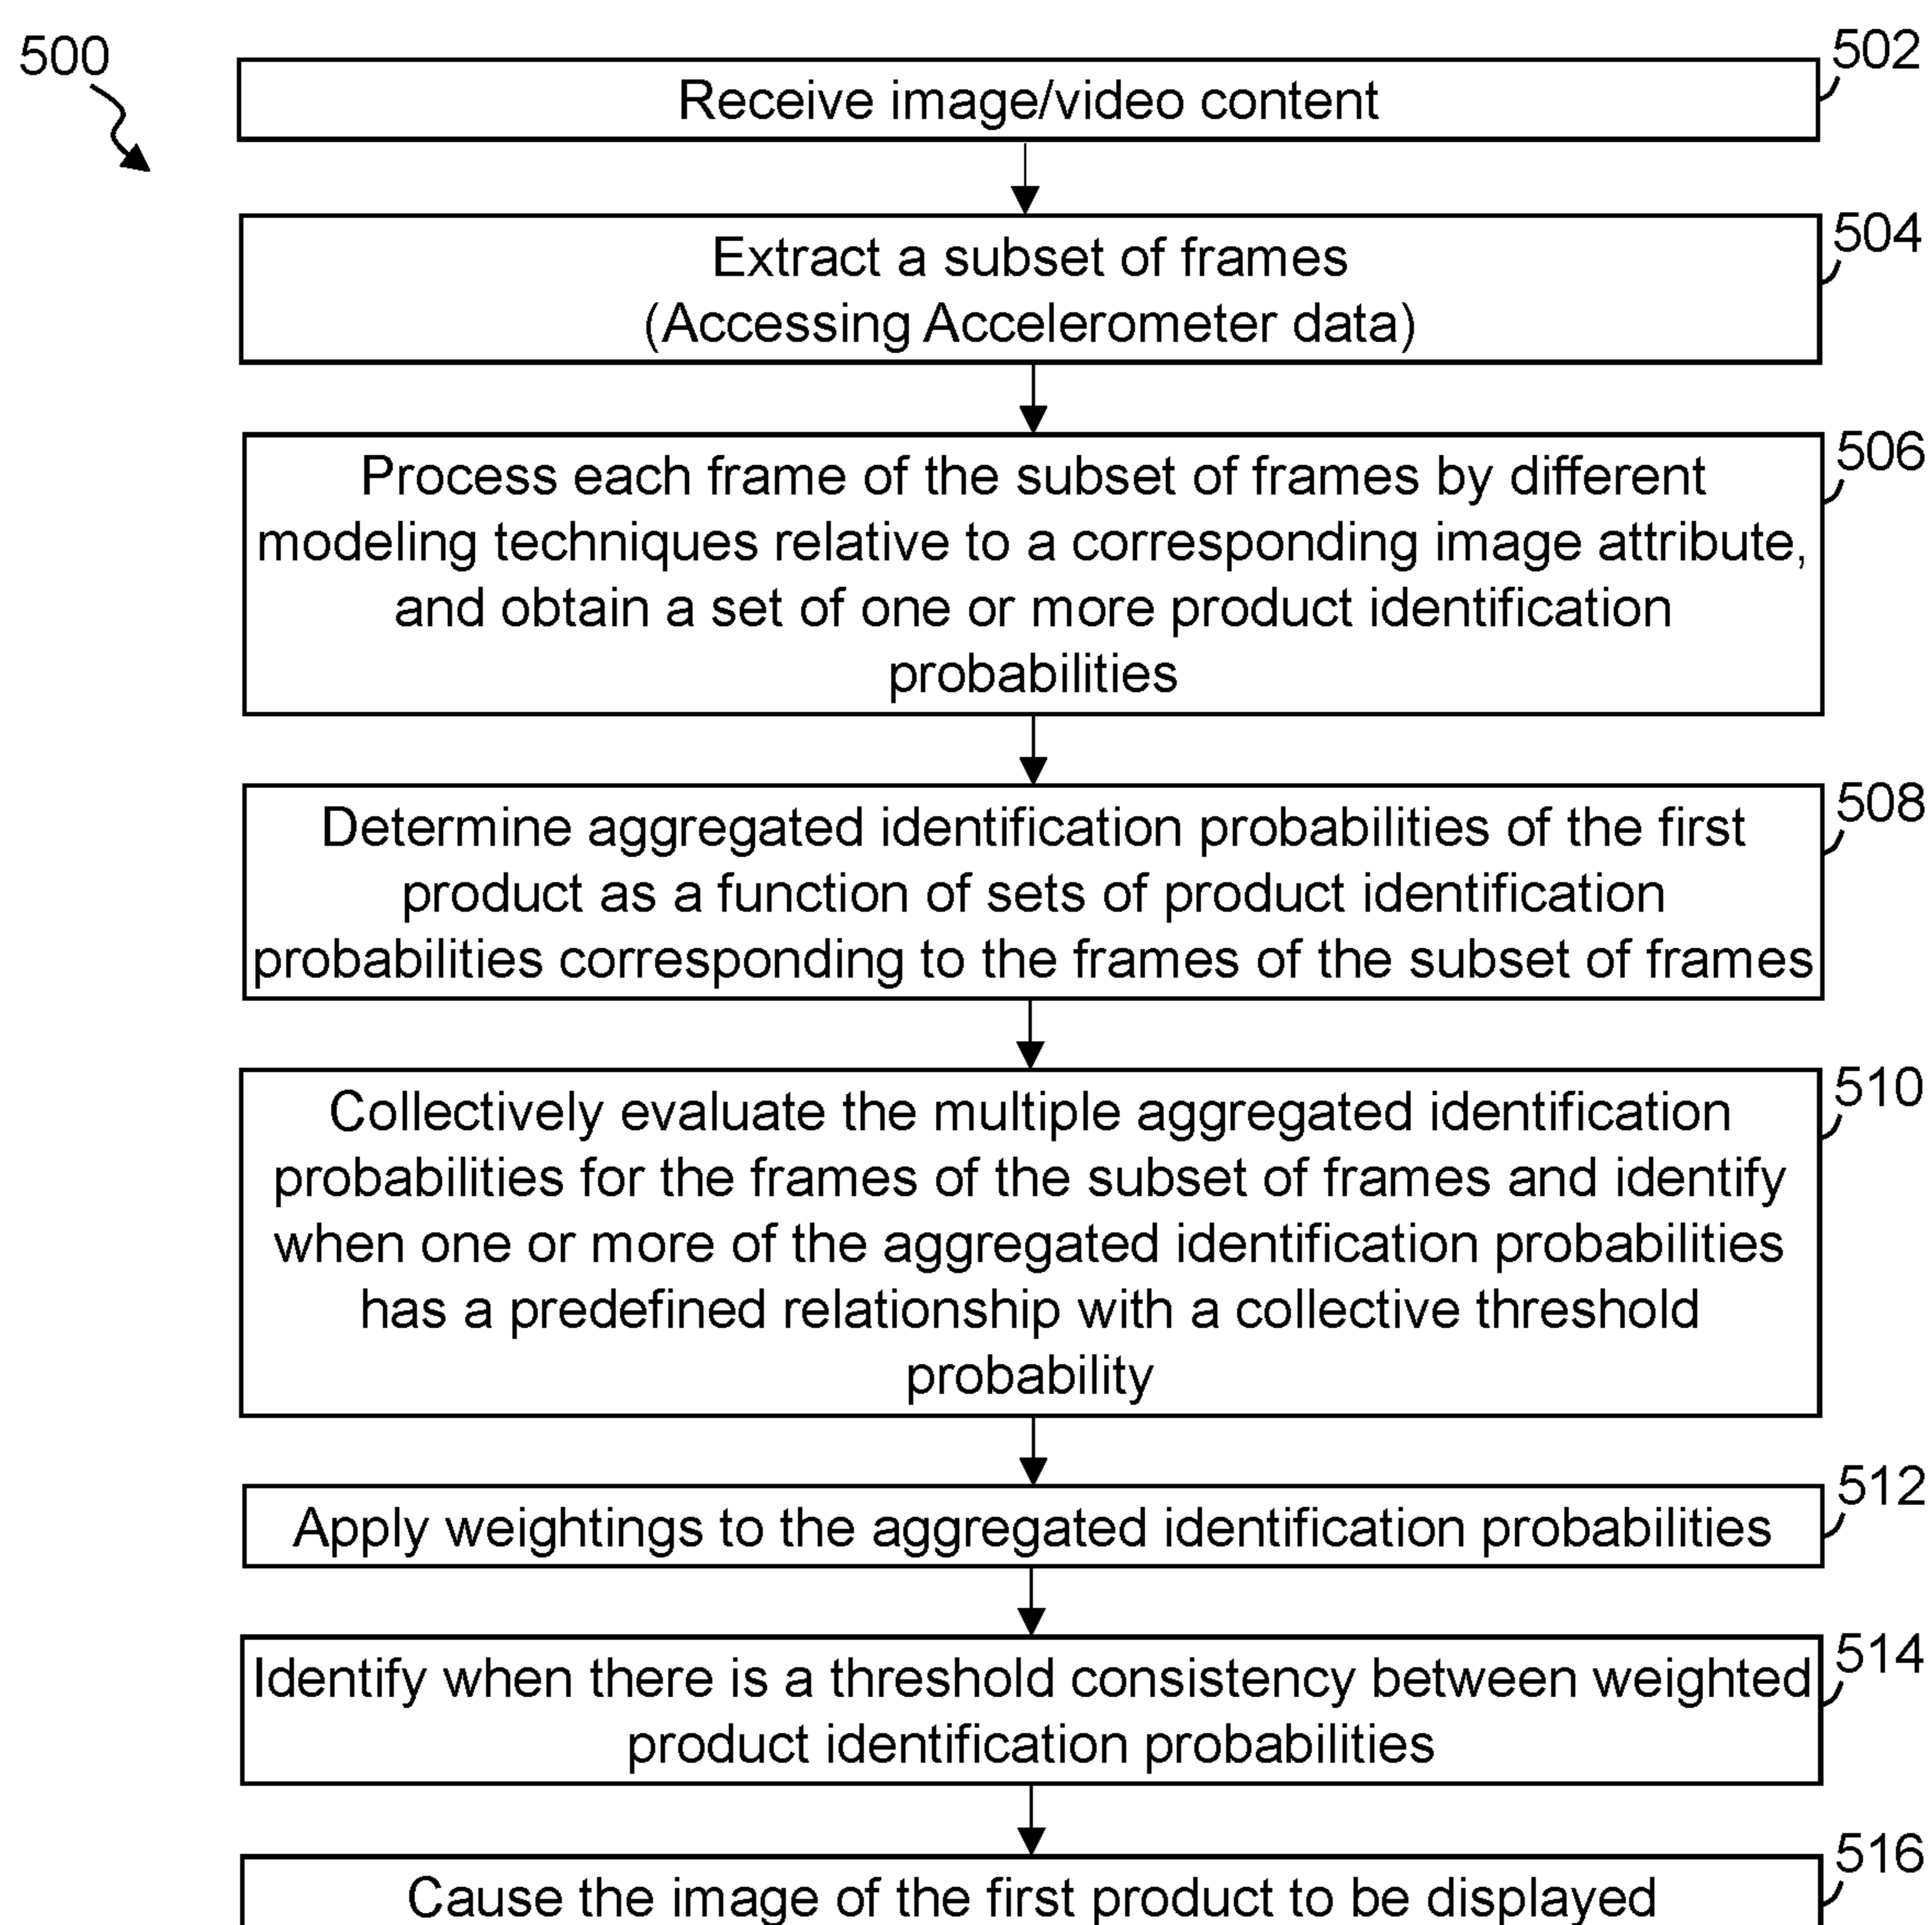 500
502
Receive image/video content
504
Extract a subset of frames
(Accessing Accelerometer data)
506
Process each frame of the subset of frames by different
modeling techniques relative to a corresponding image attribute,
and obtain a set of one or more product identification
probabilities
508
Determine aggregated identification probabilities of the first
product as a function of sets of product identification
probabilities corresponding to the frames of the subset of frames
510
Collectively evaluate the multiple aggregated identification
probabilities for the frames of the subset of frames and identify
when one or more of the aggregated identification probabilities
has a predefined relationship with a collective threshold
probability
512
Apply weightings to the aggregated identification probabilities
514
Identify when there is a threshold consistency between weighted
product identification probabilities
516
Cause the image of the first product to be displayed